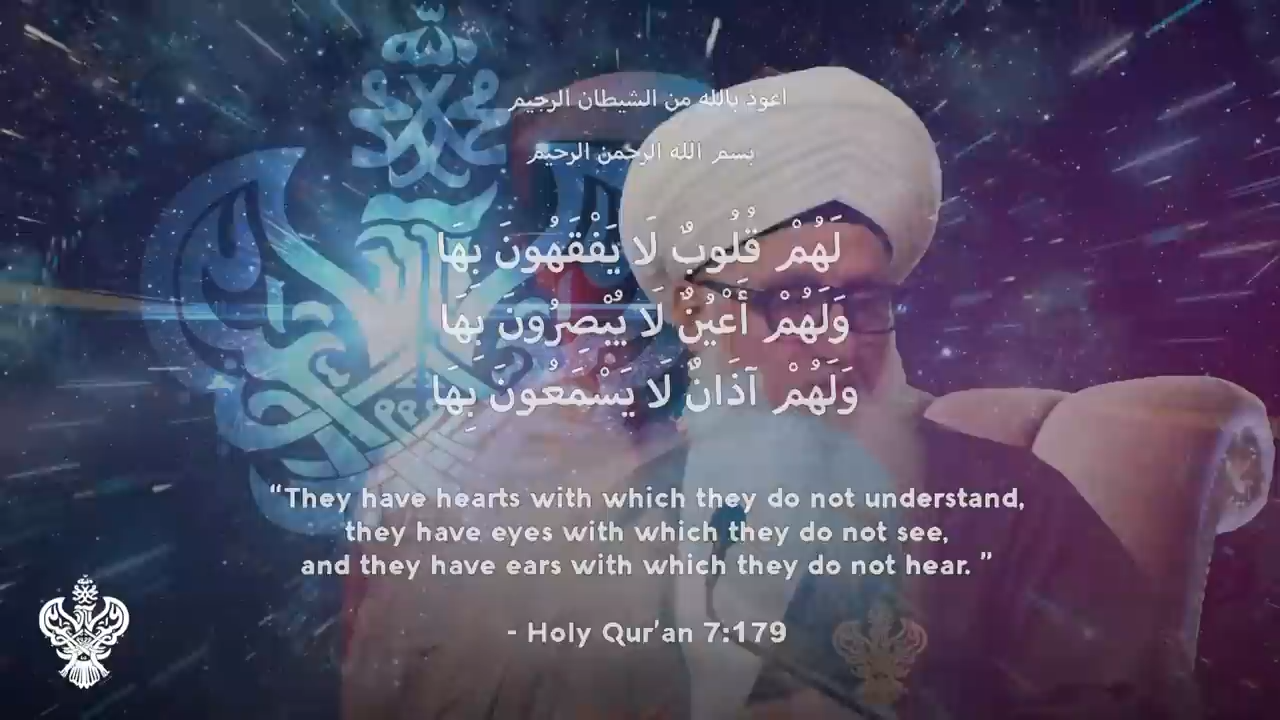 اعوذ بالله من الشيطان الرجيم
بسم الله الرحمن الرحيم
لَهُمْ قُلُوبٌ لَا يَفْقَهُونَ بِهَا
وَلَهُمْ أَعْيُنٌ لَا يُبْصِرُونَ بِهَا
وَلَهُمْ آذَانٌ لَا يَسْمَعُونَ بِهَا
“They have hearts with which they do not understand,
they have eyes with which they do not see,
and they have ears with which they do not hear. ”
- Holy Qur’an 7:179